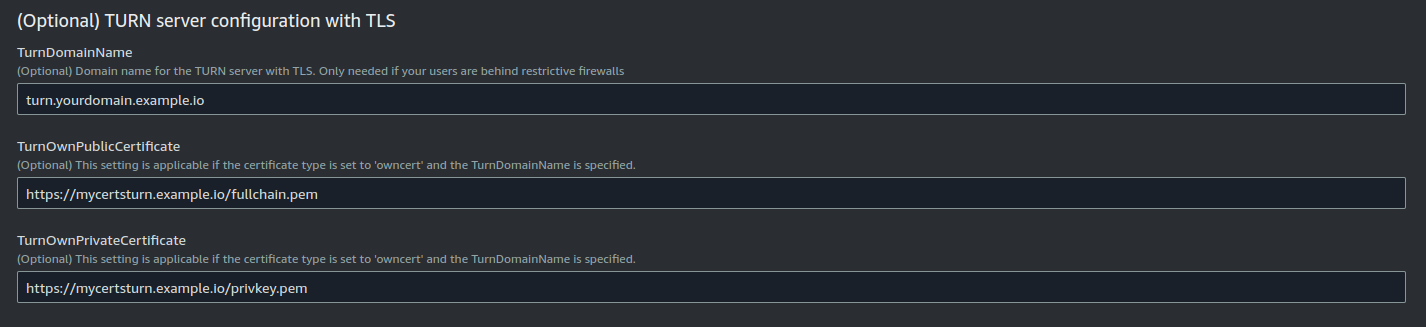 (Optional) TURN server configuration with TLS
TurnDomainName
(Optional) Domain name for the TURN server with TLS. Only needed if your users are behind restrictive firewalls
turn.yourdomain.example.io
TurnOwnPublicCertificate
(Optional) This setting is applicable if the certificate type is set to 'owncert' and the TurnDomainName is specified.
https://mycertsturn.example.io/fullchain.pem
TurnOwnPrivateCertificate
(Optional) This setting is applicable if the certificate type is set to 'owncert' and the TurnDomainName is specified.
https://mycertsturn.example.io/privkey.pem